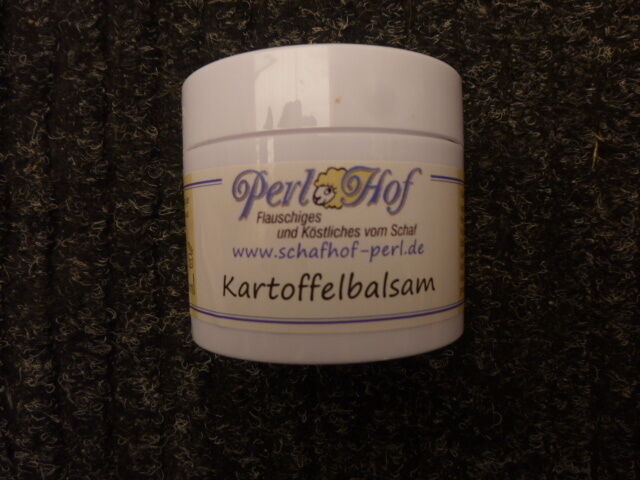 Perl Hof
Flauschiges
und Köstliches vom Schaf
www.schafhof-perl.de
Kartoffelbalsam